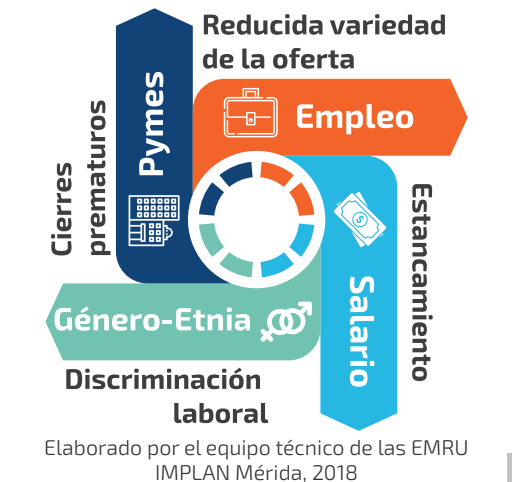 Reducida variedad
de la oferta
Empleo
Pymes
Cierres
prematuros
Estancamiento
Salario
Género-Etnia
Discriminación
laboral
Elaborado por el equipo técnico de las EMRU
IMPLAN Mérida, 2018